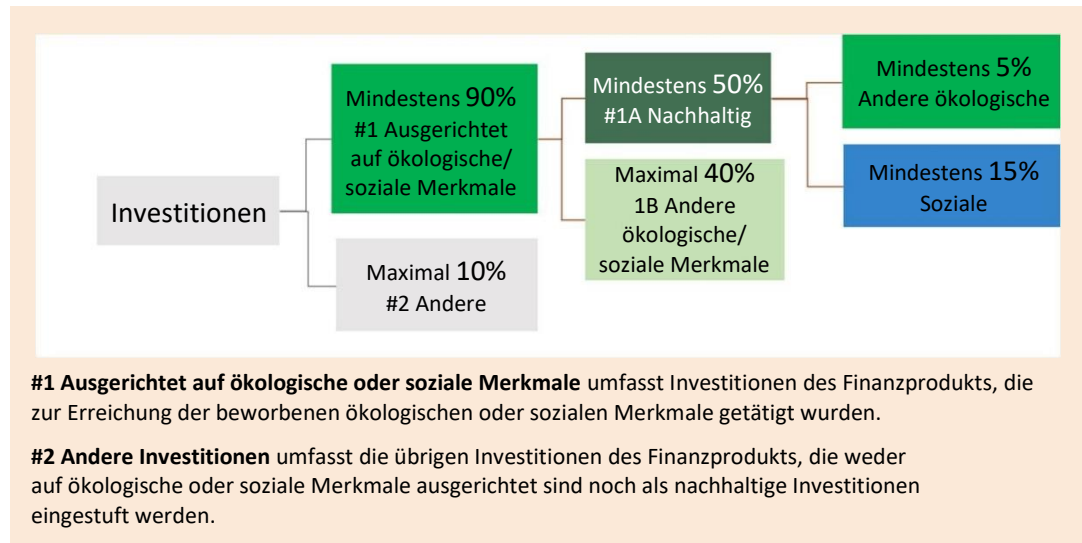 Investitionen
Mindestens 90%
#1 Ausgerichtet
auf ökologische/
soziale Merkmale
Maximal 10%
#2 Andere
Mindestens 50%
#1A Nachhaltig
Maximal 40%
1B Andere
ökologische/
soziale Merkmale
Mindestens 5%
Andere ökologische
Mindestens 15%
Soziale
#1 Ausgerichtet auf ökologische oder soziale Merkmale umfasst Investitionen des Finanzprodukts, die
zur Erreichung der beworbenen ökologischen oder sozialen Merkmale getätigt wurden.
#2 Andere Investitionen umfasst die übrigen Investitionen des Finanzprodukts, die weder
auf ökologische oder soziale Merkmale ausgerichtet sind noch als nachhaltige Investitionen
eingestuft werden.